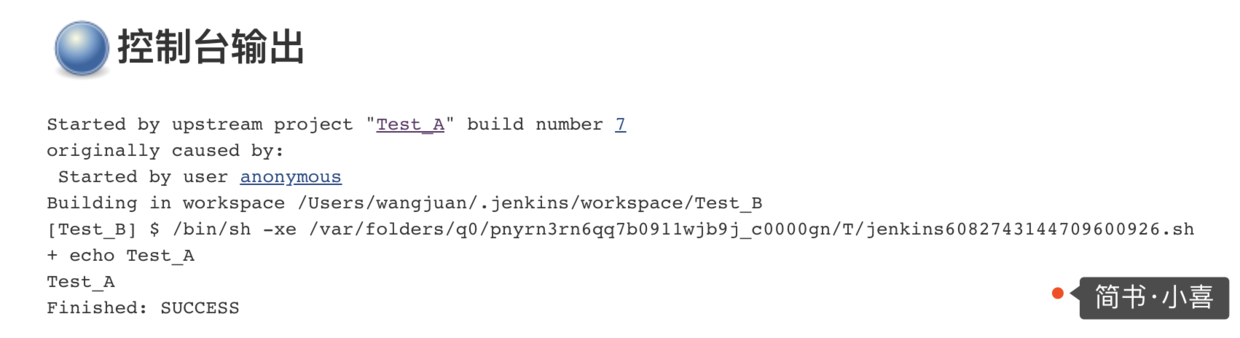 控制台输出
Started by upstream project "Test_A" build number 7
originally caused by:
 Started by user anonymous
Building in workspace /Users/wangjuan/.jenkins/workspace/Test_B
[Test_B] $ /bin/sh -xe /var/folders/q0/pnyrn3rn6qq7b0911wjb9j_c0000gn/T/jenkins6082743144709600926.sh
+ echo Test_A
Test_A
Finished: SUCCESS
简书·小喜